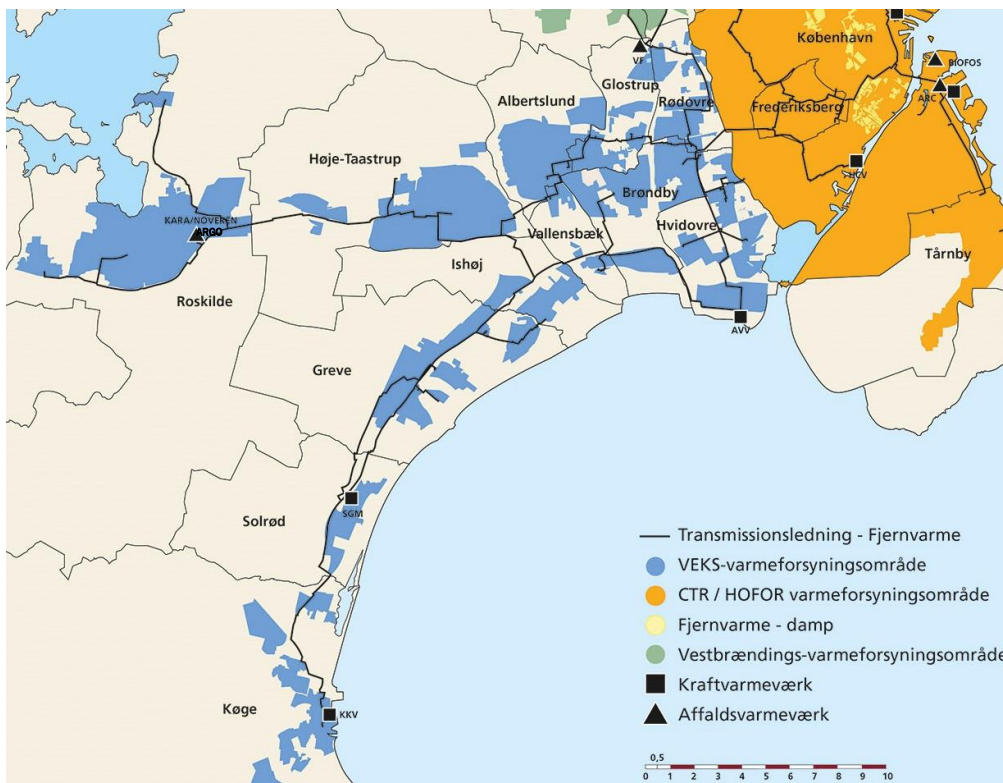 København
VF
BIOFOS
Glostrup
ARC
Albertslund
Rødovre
Frederiksberg
Høje-Taastrup
HCV
Brøndby
KARA/NOVEREN
ARGO
Vallensbæk
Hvidovre
Tårnby
Ishøj
Roskilde
AVV
Greve
SGM
Solrød
Køge
KKV
Transmissionsledning - Fjernvarme
VEKS-varmeforsyningsområde
CTR / HOFOR varmeforsyningsområde
Fjernvarme - damp
Vestbrændings-varmeforsyningsområde
Kraftvarmeværk
Affaldsvarmeværk
0,5
0 1 2 3 4 5 6 7 8 9 10